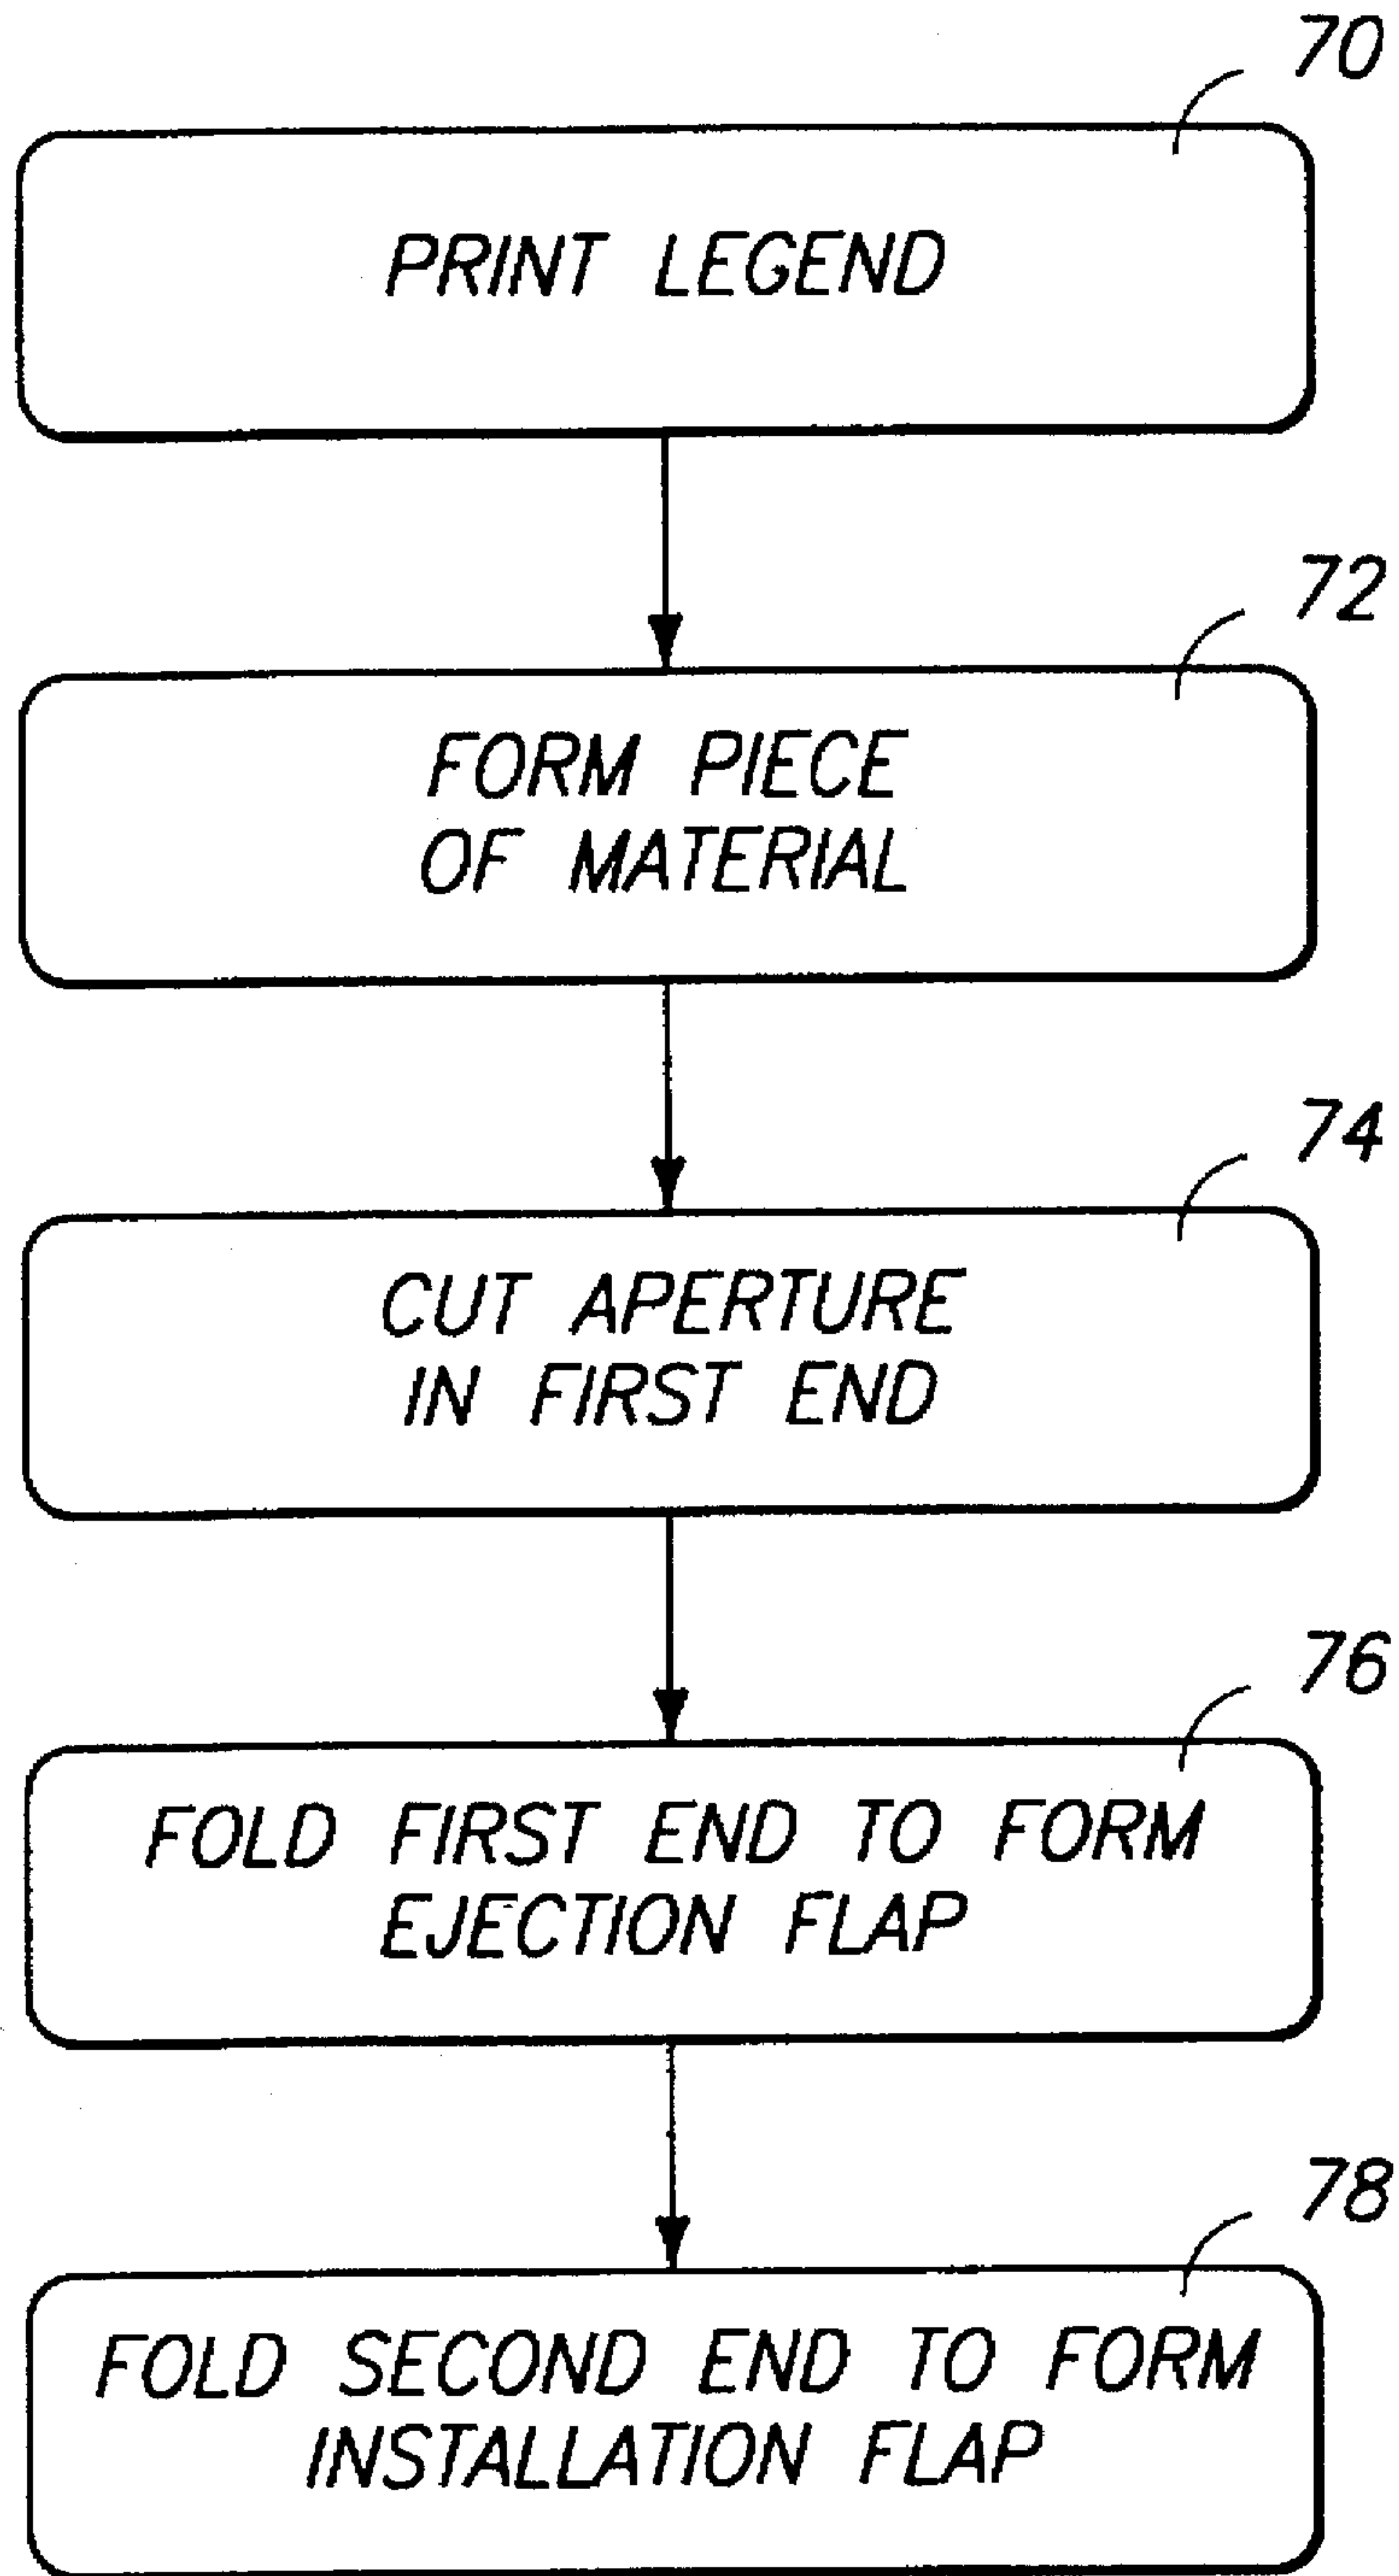 70
PRINT LEGEND
72
FORM PIECE
OF MATERIAL
74
CUT APERTURE
IN FIRST END
76
FOLD FIRST END TO FORM
EJECTION FLAP
78
FOLD SECOND END TO FORM
INSTALLATION FLAP